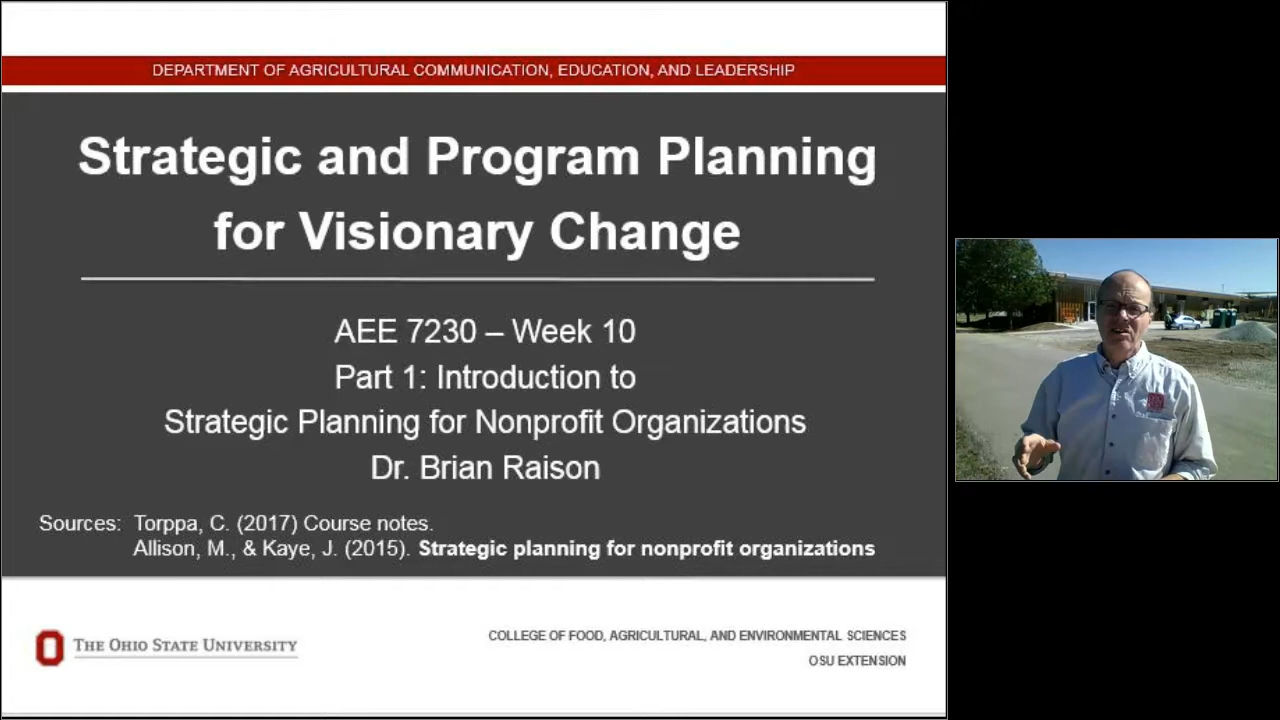 DEPARTMENT OF AGRICULTURAL COMMUNICATION, EDUCATION, AND LEADERSHIP
Strategic and Program Planning
for Visionary Change
AEE 7230 – Week 10
Part 1: Introduction to
Strategic Planning for Nonprofit Organizations
Dr. Brian Raison
Sources: Torppa, C. (2017) Course notes.
Allison, M., & Kaye, J. (2015). Strategic planning for nonprofit organizations
THE OHIO STATE UNIVERSITY
COLLEGE OF FOOD, AGRICULTURAL, AND ENVIRONMENTAL SCIENCES
OSU EXTENSION